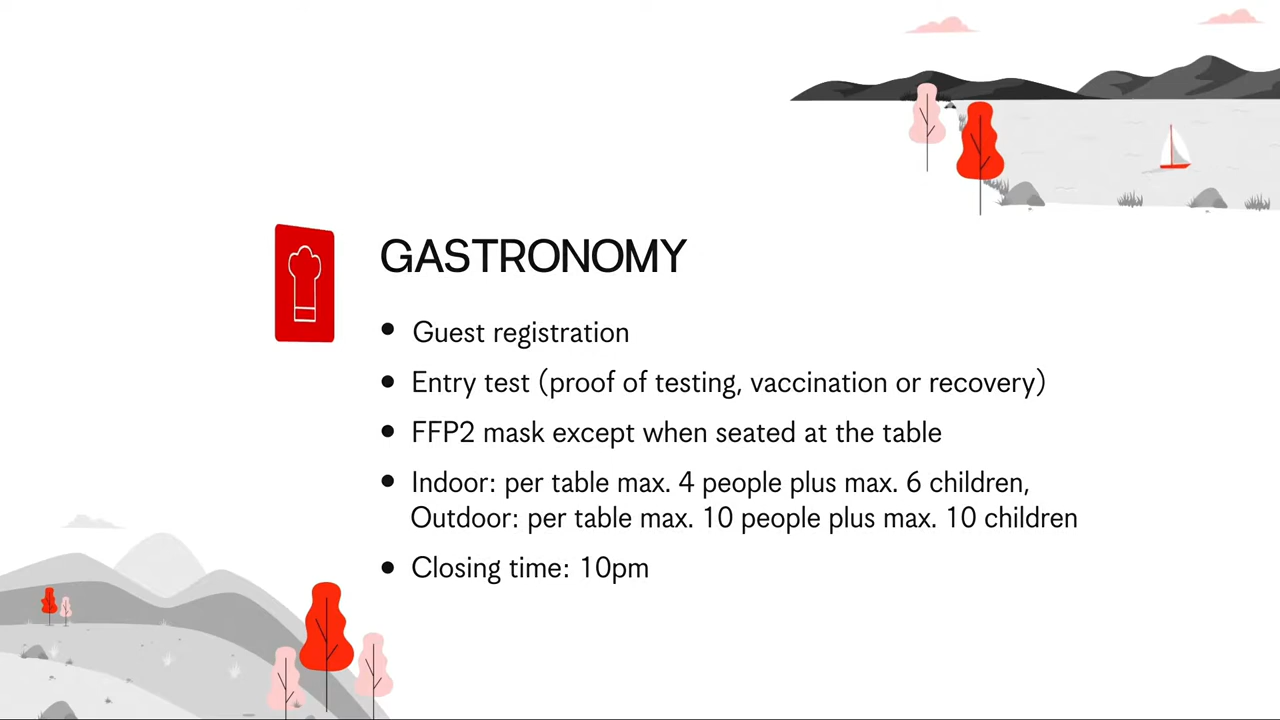 GASTRONOMY
• Guest registration
• Entry test (proof of testing, vaccination or recovery)
• FFP2 mask except when seated at the table
• Indoor: per table max. 4 people plus max. 6 children,
Outdoor: per table max. 10 people plus max. 10 children
• Closing time: 10pm